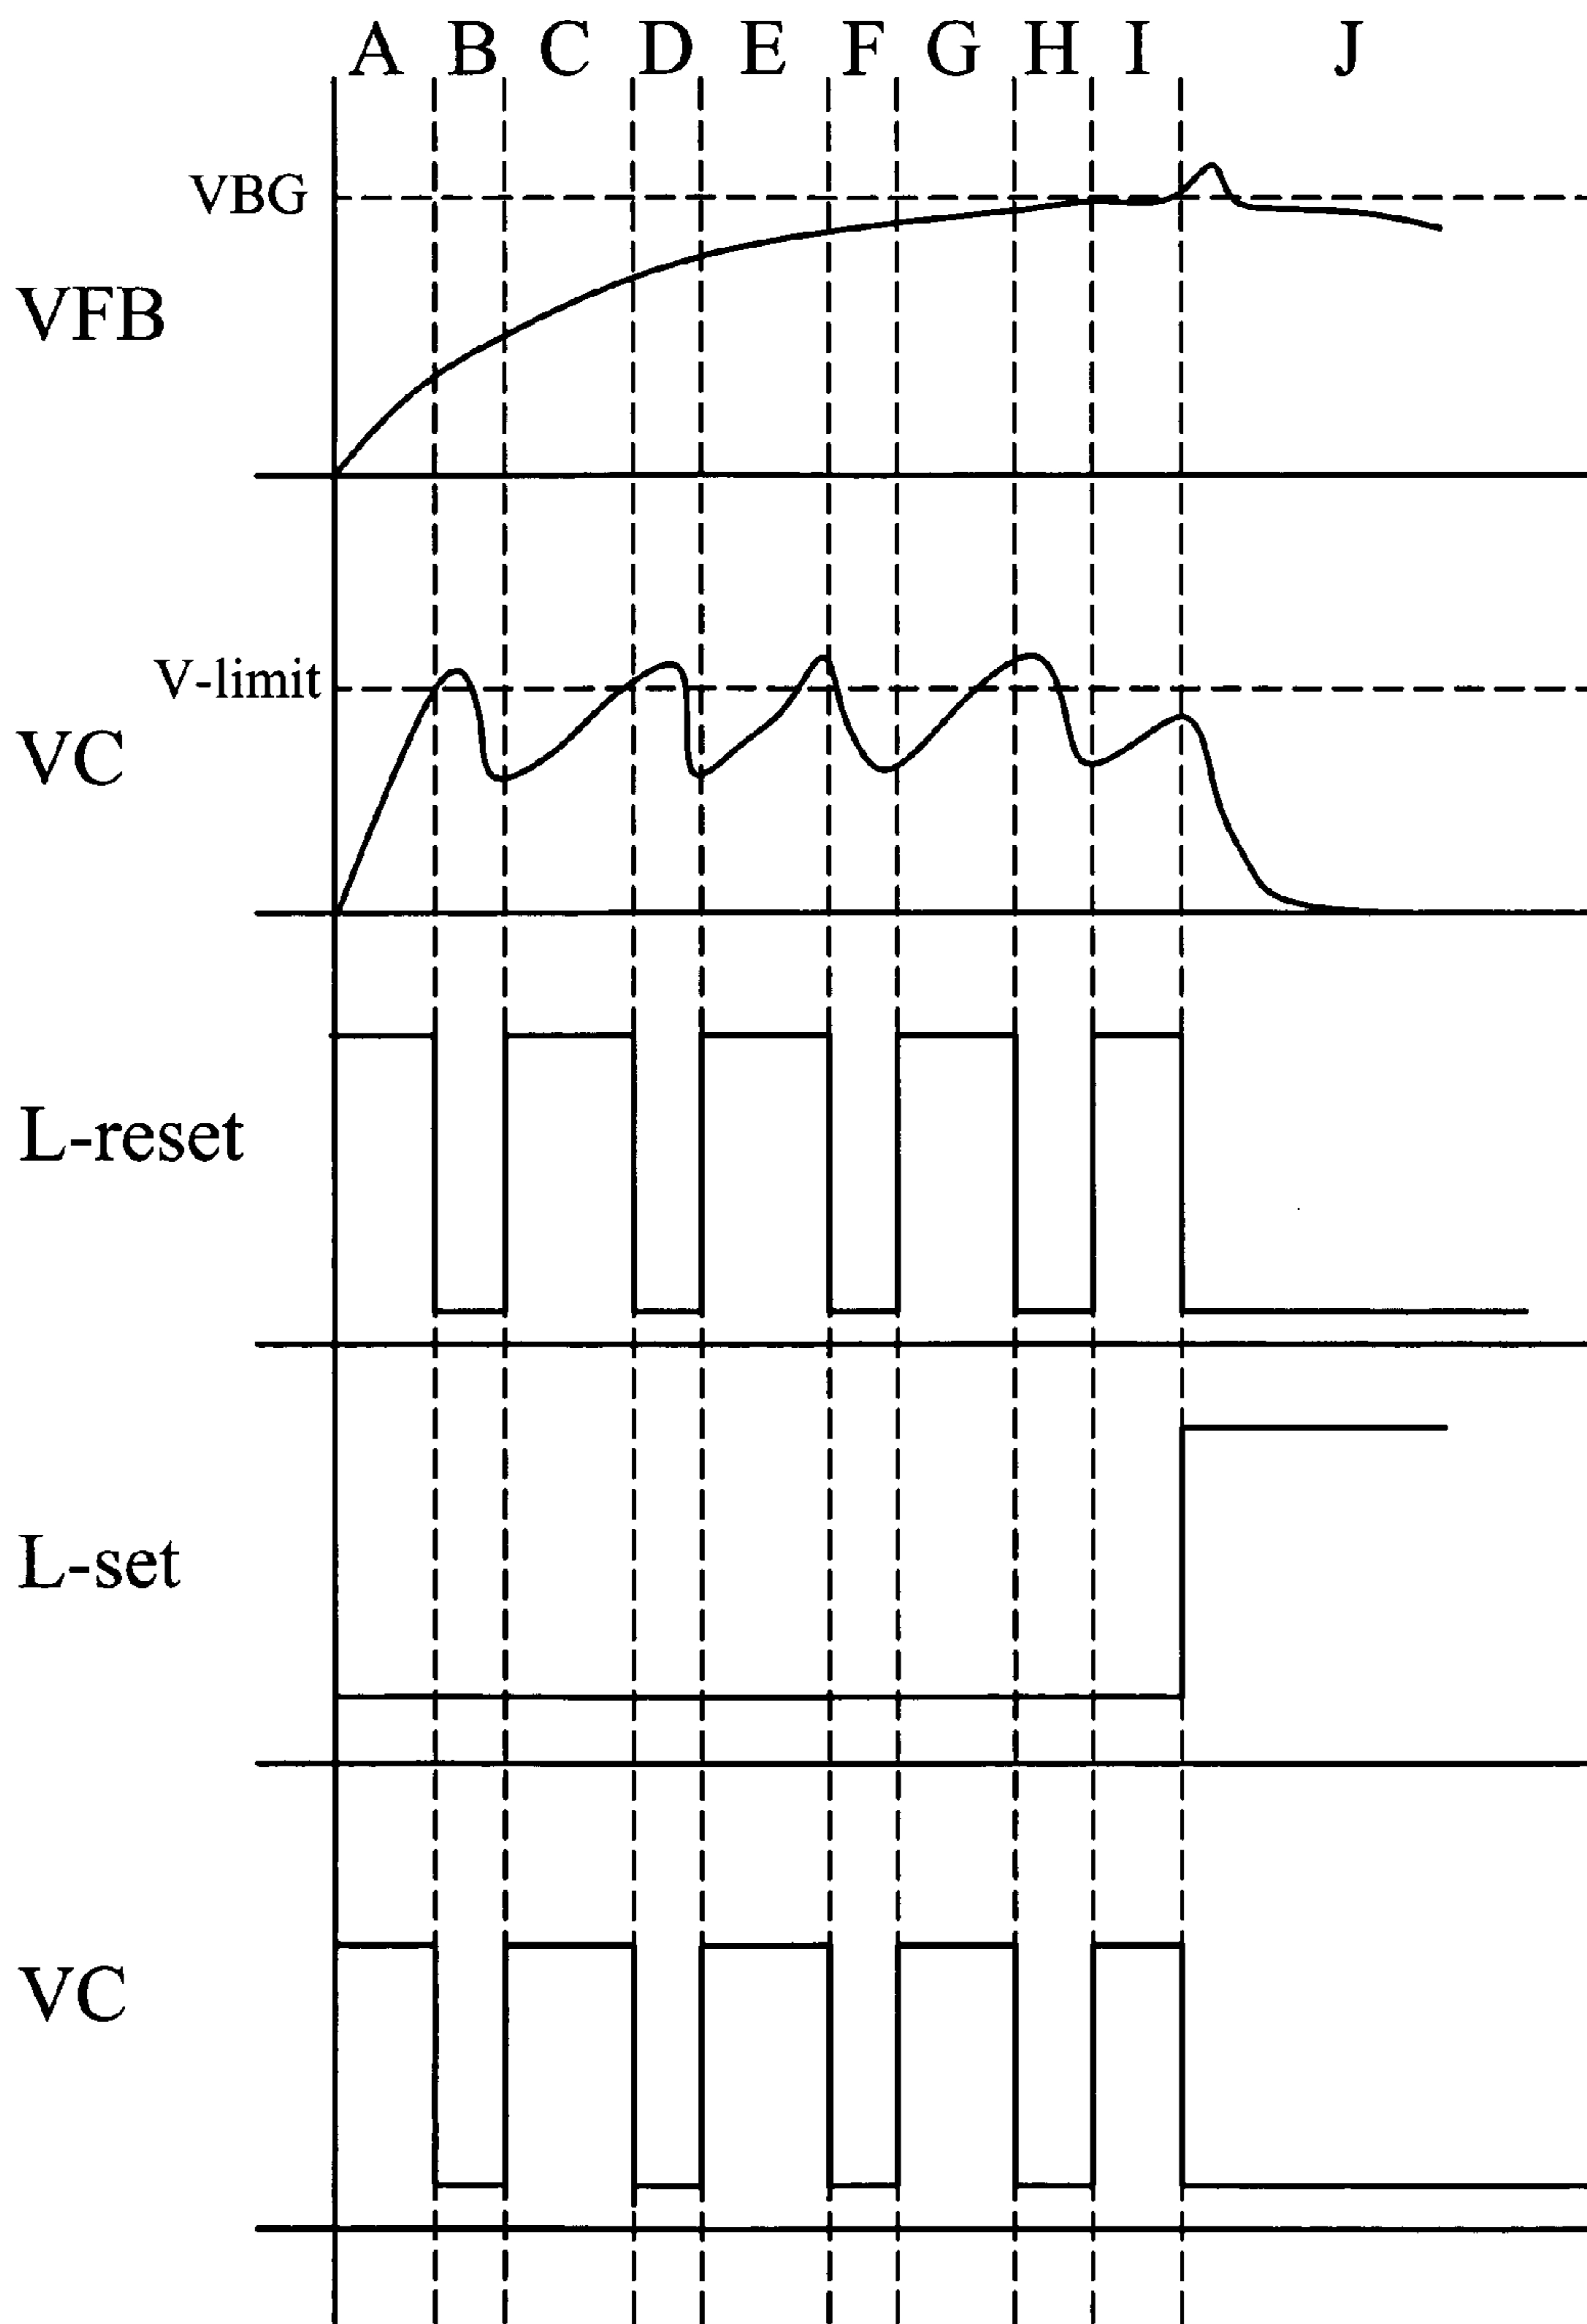 A B C D E F G H I J
VBG
VFB
V-limit
VC
L-reset
L-set
VC